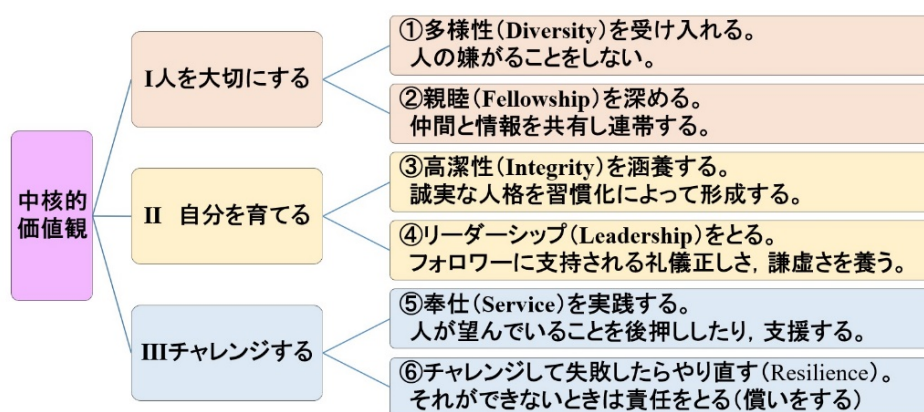 中核的
価値観
I人を大切にする
①多様性(Diversity)を受け入れる。
人の嫌がることをしない。
②親睦(Fellowship)を深める。
仲間と情報を共有し連帯する。
II 自分を育てる
③高潔性(Integrity)を涵養する。
誠実な人格を習慣化によって形成する。
④リーダーシップ(Leadership)をとる。
フォロワーに支持される礼儀正しさ,謙虚さを養う。
IIIチャレンジする
⑤奉仕(Service)を実践する。
人が望んでいることを後押ししたり,支援する。
⑥チャレンジして失敗したらやり直す(Resilience)。
それができないときは責任をとる(償いをする)